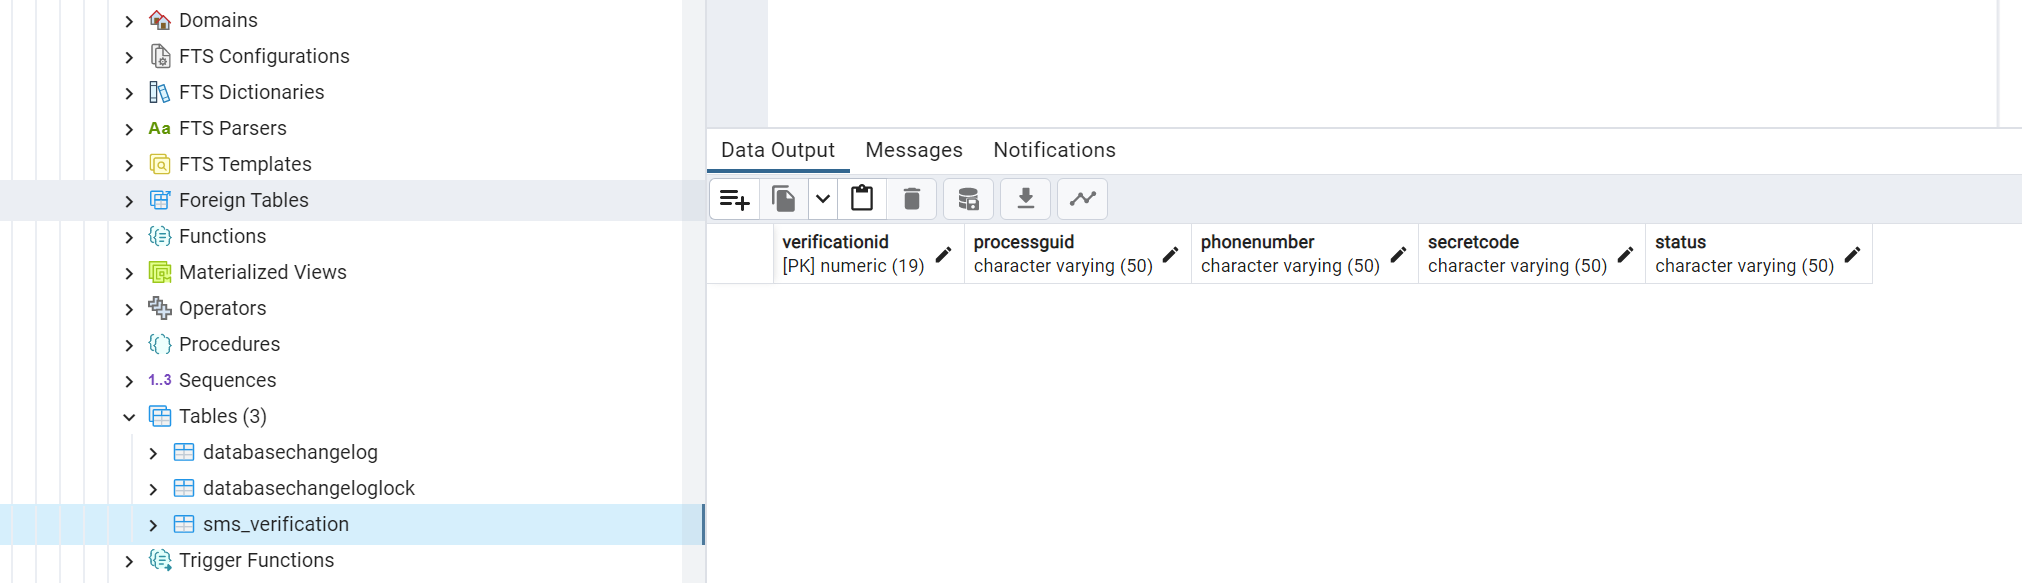 Domains
FTS Configurations
FTS Dictionaries
Aa FTS Parsers
FTS Templates
Foreign Tables
Functions
Materialized Views
Operators
Procedures
1..3 Sequences
Tables (3)
databasechangelog
databasechangeloglock
sms_verification
Trigger Functions
Data Output Messages Notifications
verificationid processguid phonenumber secretcode status
[PK] numeric (19) character varying (50) character varying (50) character varying (50) character varying (50)